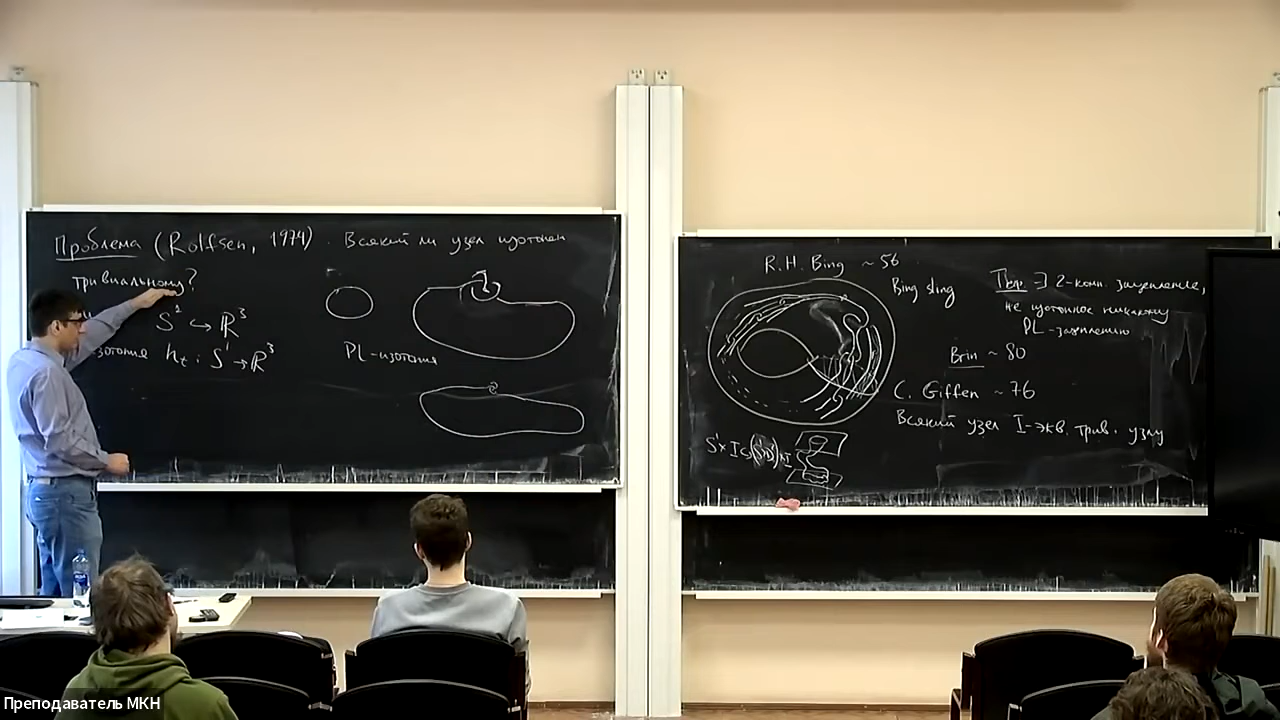 Проблема (Rolfsen, 1974). Всякий ли узел изотопен
тривиальному?
S² ↪ ℝ³
изотопия hₜ : S¹ → ℝ³
PL-изотопия
R. H. Bing ~ 56
Bing sling
∃ 2-комп. зацепление,
не изотопное никакому
PL-зацеплению
Brin ~ 80
C. Giffen ~ 76
Всякий узел I-экв. трив. узлу
Преподаватель МКН